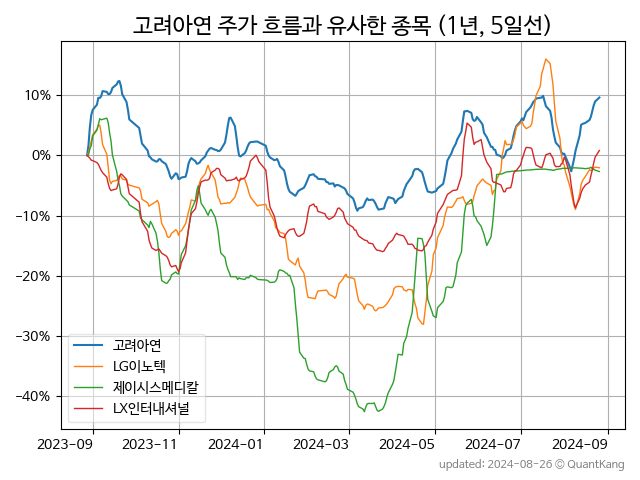 고려아연 주가 흐름과 유사한 종목 (1년, 5일선)
10%
0%
−10%
−20%
−30%
−40%
고려아연
LG이노텍
제이시스메디칼
LX인터내셔널
2023-09 2023-11 2024-01 2024-03 2024-05 2024-07 2024-09
updated: 2024-08-26 © QuantKang